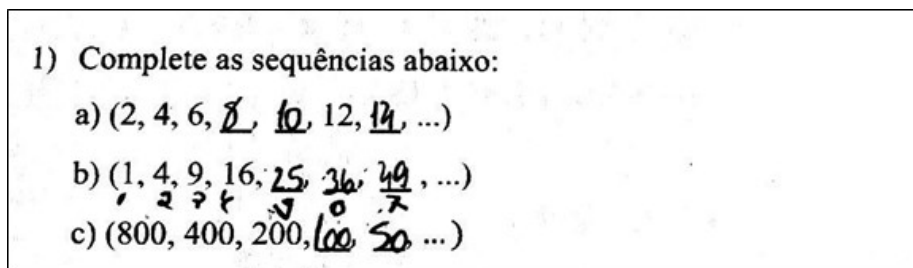 1) Complete as sequências abaixo:
a) (2, 4, 6, 8, 10, 12, 14, ...)
b) (1, 4, 9, 16, 25, 36, 49, ...)
c) (800, 400, 200, 100, 50, ...)